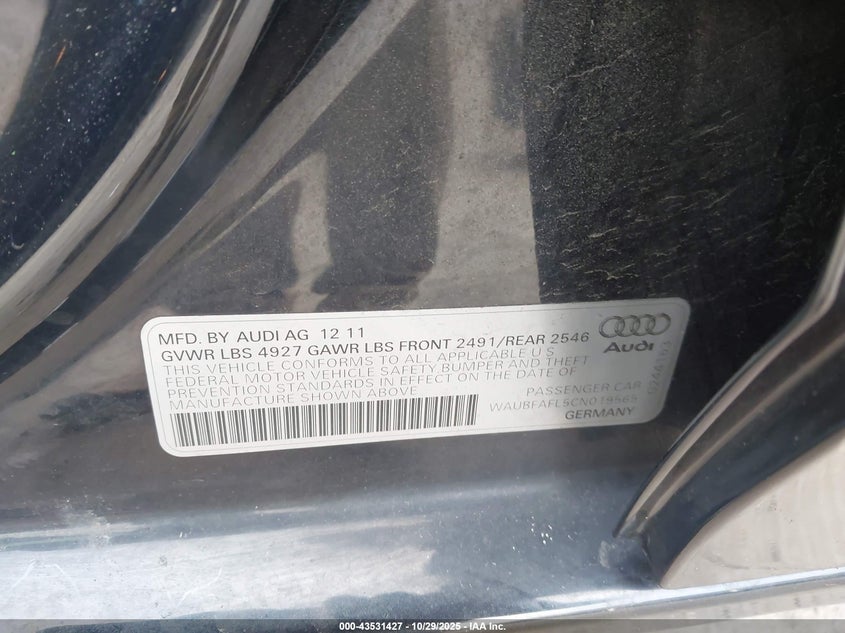 MFD. BY AUDI AG 12 11
GVWR LBS 4927 GAWR LBS FRONT 2491/REAR 2546
THIS VEHICLE CONFORMS TO ALL APPLICABLE U S
FEDERAL MOTOR VEHICLE SAFETY, BUMPER AND THEFT
PREVENTION STANDARDS IN EFFECT ON THE DATE OF
MANUFACTURE SHOWN ABOVE
PASSENGER CAR
WAUBFAFL5CN019565
GERMANY
Audi
000-43531427 - 10/29/2025 - IAA Inc.